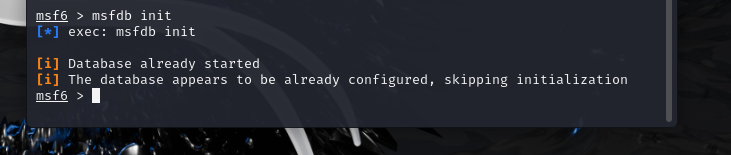 msf6 > msfdb init
[*] exec: msfdb init
[i] Database already started
[i] The database appears to be already configured, skipping initialization
msf6 >